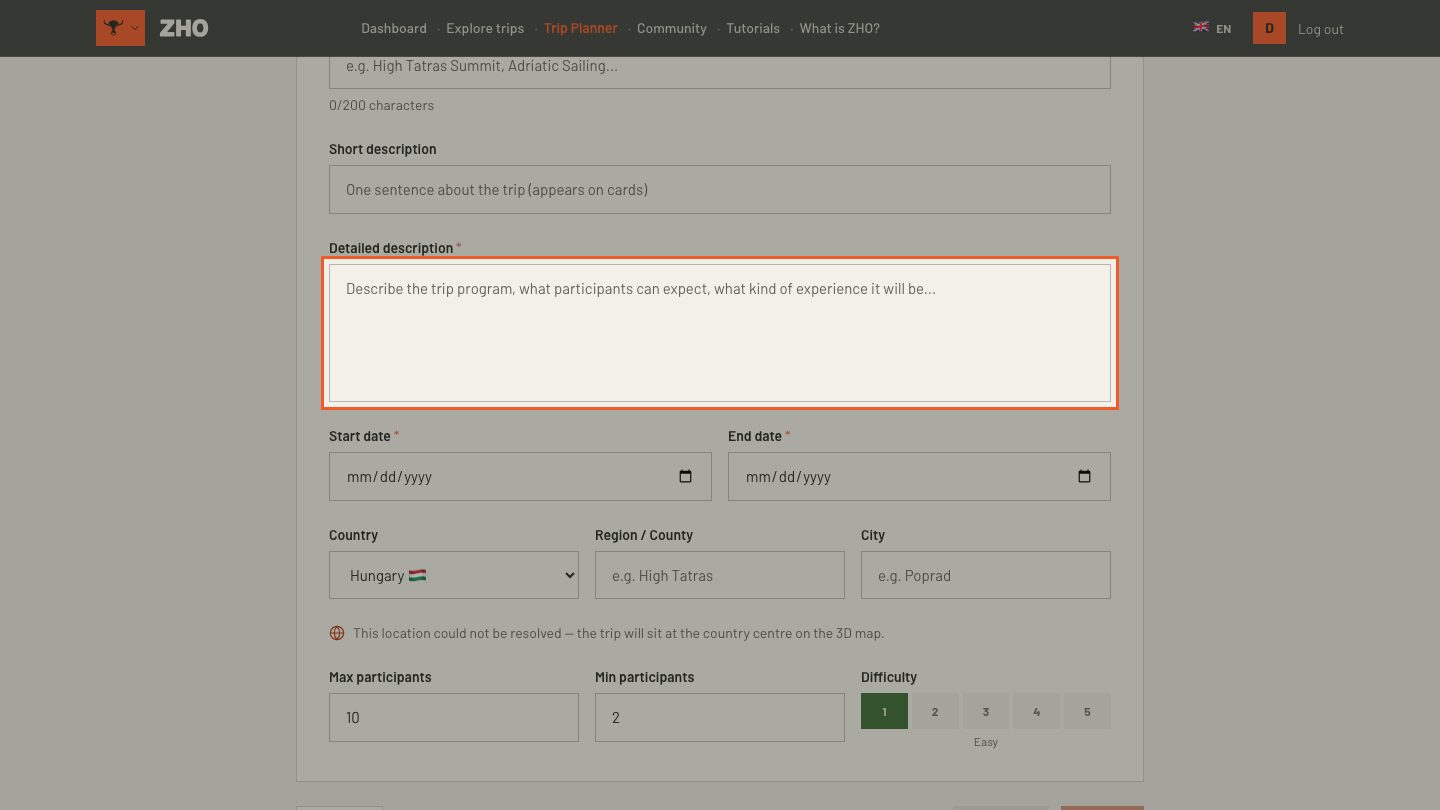 ZHO
Dashboard · Explore trips · Trip Planner · Community · Tutorials · What is ZHO?
EN
D
Log out
e.g. High Tatras Summit, Adriatic Sailing...
0/200 characters
Short description
One sentence about the trip (appears on cards)
Detailed description *
Describe the trip program, what participants can expect, what kind of experience it will be...
Start date *
End date *
mm/dd/yyyy
mm/dd/yyyy
Country
Region / County
City
Hungary
e.g. High Tatras
e.g. Poprad
This location could not be resolved — the trip will sit at the country centre on the 3D map.
Max participants
Min participants
Difficulty
10
2
1
2
3
4
5
Easy